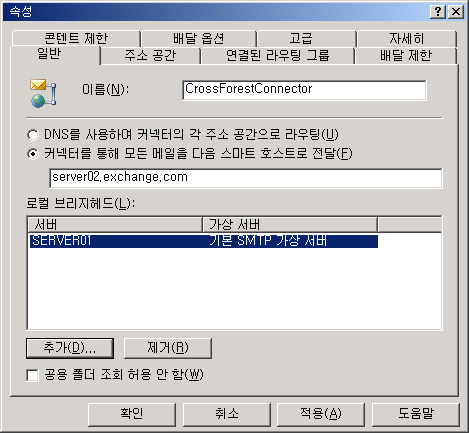 속성
콘텐트 제한 배달 옵션 고급 자세히
일반 주소 공간 연결된 라우팅 그룹 배달 제한
이름(N): CrossForestConnector
DNS를 사용하여 커넥터의 각 주소 공간으로 라우팅(U)
커넥터를 통해 모든 메일을 다음 스마트 호스트로 전달(F)
server02.exchange.com
로컬 브리지헤드(L):
서버 가상 서버
SERVER01 기본 SMTP 가상 서버
추가(D)... 제거(R)
공용 폴더 조회 허용 안 함(W)
확인 취소 적용(A) 도움말